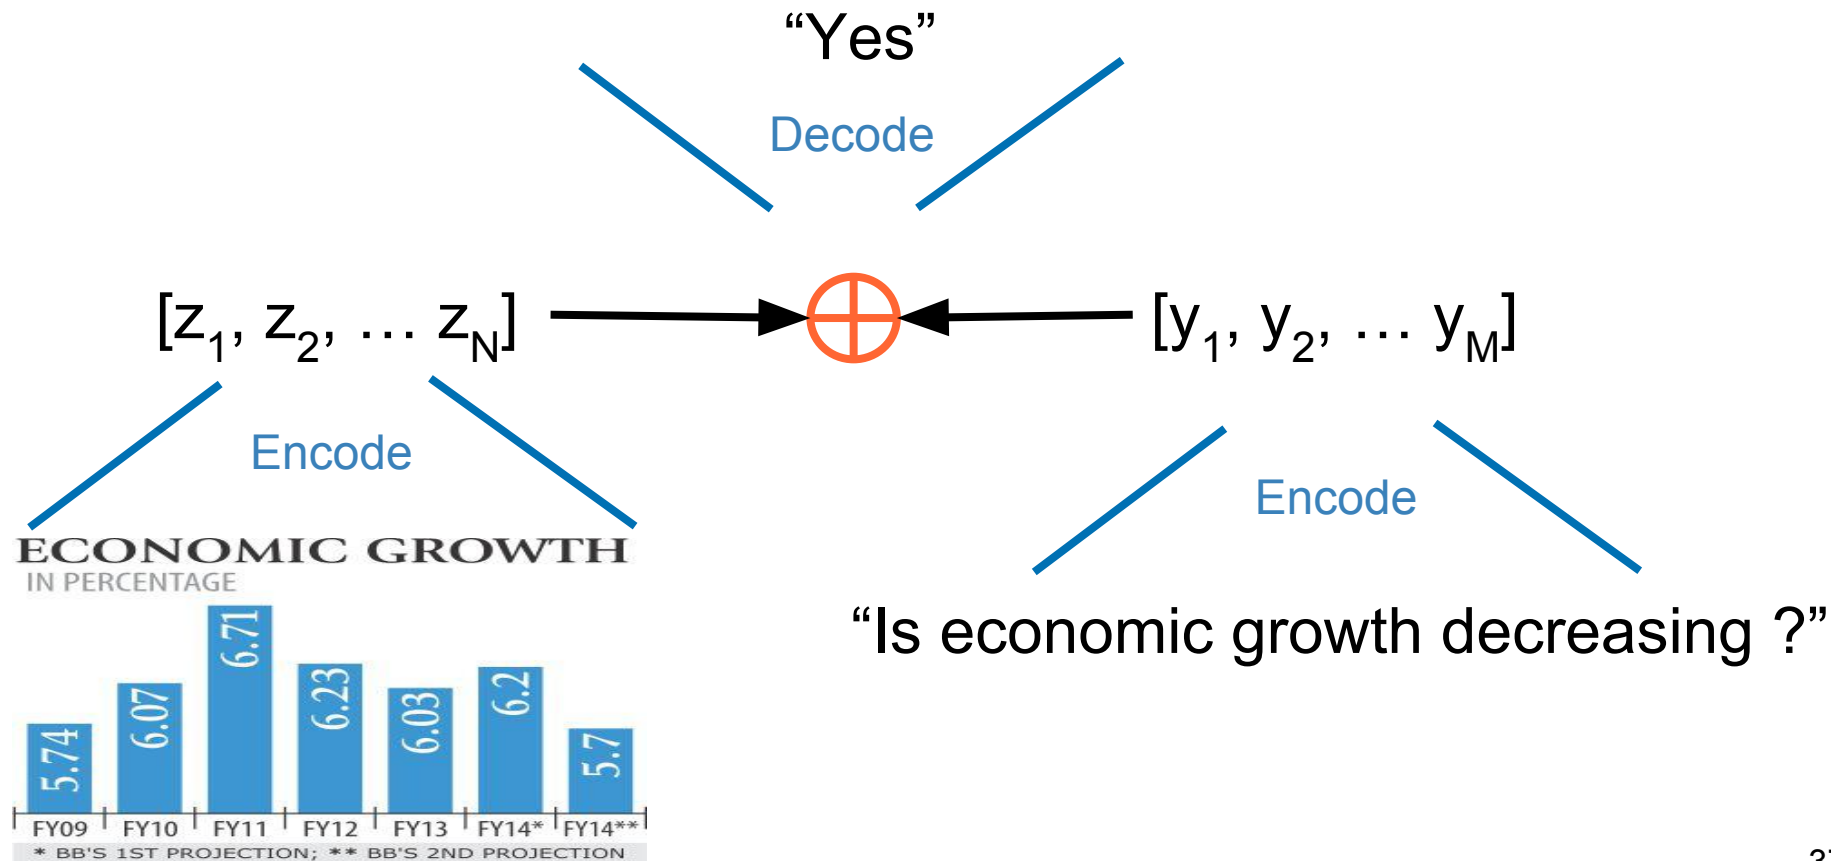 “Yes”
Decode
[z1, z2, … zN]
[y1, y2, … yM]
Encode
Encode
ECONOMIC GROWTH
IN PERCENTAGE
“Is economic growth decreasing ?”
5.74 6.07 6.71 6.23 6.03 6.2 5.7
FY09 FY10 FY11 FY12 FY13 FY14* FY14**
* BB'S 1ST PROJECTION; ** BB'S 2ND PROJECTION